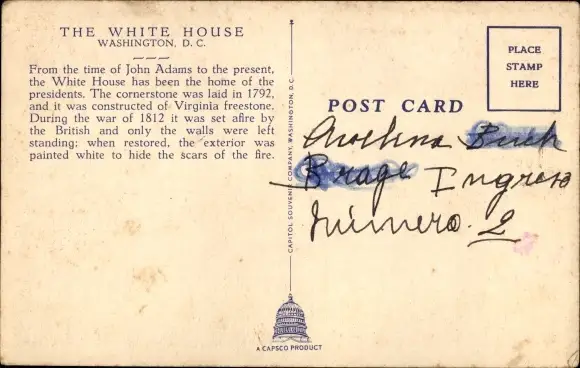 THE WHITE HOUSE
WASHINGTON, D. C.
From the time of John Adams to the present,
the White House has been the home of the
presidents. The cornerstone was laid in 1792,
and it was constructed of Virginia freestone.
During the war of 1812 it was set afire by
the British and only the walls were left
standing: when restored, the exterior was
painted white to hide the scars of the fire.
CAPITOL SOUVENIR COMPANY, WASHINGTON, D. C.
A CAPSCO PRODUCT
PLACE
STAMP
HERE
POST CARD
Brage Ingreso
número. 2